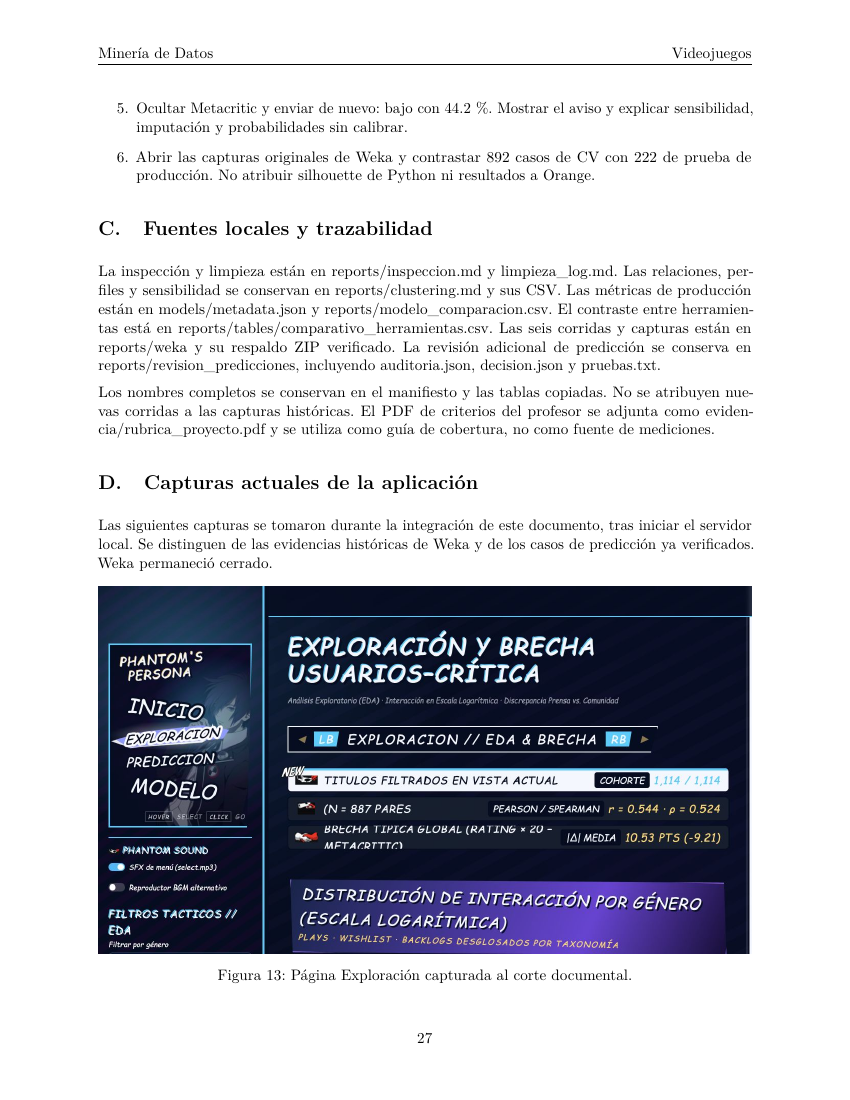 Minería de Datos
Videojuegos
5. Ocultar Metacritic y enviar de nuevo: bajo con 44.2 %. Mostrar el aviso y explicar sensibilidad,
imputación y probabilidades sin calibrar.
6. Abrir las capturas originales de Weka y contrastar 892 casos de CV con 222 de prueba de
producción. No atribuir silhouette de Python ni resultados a Orange.
C. Fuentes locales y trazabilidad
La inspección y limpieza están en reports/inspeccion.md y limpieza_log.md. Las relaciones, per-
files y sensibilidad se conservan en reports/clustering.md y sus CSV. Las métricas de producción
están en models/metadata.json y reports/modelo_comparacion.csv. El contraste entre herramien-
tas está en reports/tables/comparativo_herramientas.csv. Las seis corridas y capturas están en
reports/weka y su respaldo ZIP verificado. La revisión adicional de predicción se conserva en
reports/revision_predicciones, incluyendo auditoria.json, decision.json y pruebas.txt.
Los nombres completos se conservan en el manifiesto y las tablas copiadas. No se atribuyen nue-
vas corridas a las capturas históricas. El PDF de criterios del profesor se adjunta como eviden-
cia/rubrica_proyecto.pdf y se utiliza como guía de cobertura, no como fuente de mediciones.
D. Capturas actuales de la aplicación
Las siguientes capturas se tomaron durante la integración de este documento, tras iniciar el servidor
local. Se distinguen de las evidencias históricas de Weka y de los casos de predicción ya verificados.
Weka permaneció cerrado.
PHANTOM'S
PERSONA
INICIO
EXPLORACION
PREDICCION
MODELO
HOVER SELECT CLICK GO
PHANTOM SOUND
SFX de menú (select.mp3)
Reproductor BGM alternativo
FILTROS TACTICOS //
EDA
Filtrar por género
EXPLORACIÓN Y BRECHA
USUARIOS-CRÍTICA
Análisis Exploratorio (EDA) · Interacción en Escala Logarítmica · Discrepancia Prensa vs. Comunidad
◄ LB EXPLORACION // EDA & BRECHA RB ►
NEW
TITULOS FILTRADOS EN VISTA ACTUAL COHORTE 1,114 / 1,114
(N = 887 PARES PEARSON / SPEARMAN r = 0.544 · ρ = 0.524
BRECHA TIPICA GLOBAL (RATING × 20 –
METACRITIC) |Δ| MEDIA 10.53 PTS (-9.21)
DISTRIBUCIÓN DE INTERACCIÓN POR GÉNERO
(ESCALA LOGARÍTMICA)
PLAYS · WISHLIST · BACKLOGS DESGLOSADOS POR TAXONOMÍA
Figura 13: Página Exploración capturada al corte documental.
27